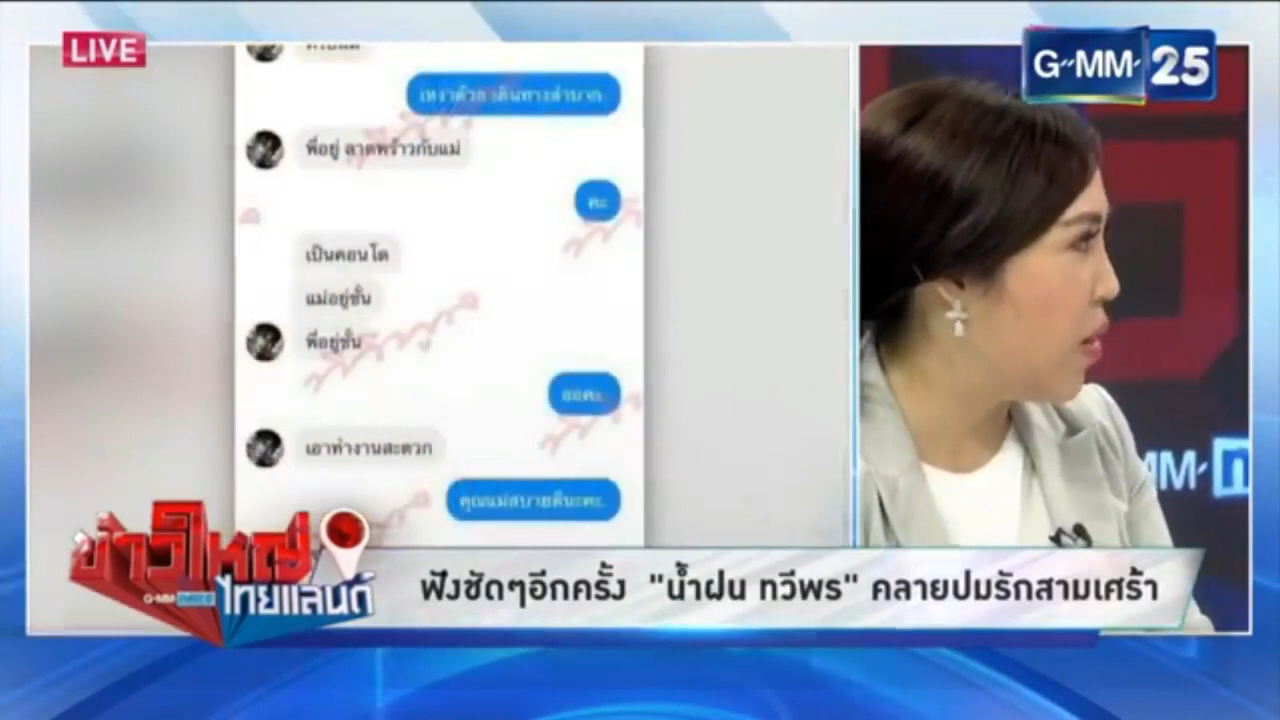 LIVE
GMM 25
พี่อยู่ ลาดพร้าวกับแม่
คะ
เป็นคอนโด
แม่อยู่ชั้น
พี่อยู่ชั้น
ออคะ
เอาทำงานสะดวก
คุณแม่สบายดีนะคะ
ข่าวใหญ่
ไทยแลนด์
ฟังชัดๆอีกครั้ง "น้ำฝน ทวีพร" คลายปมรักสามเศร้า